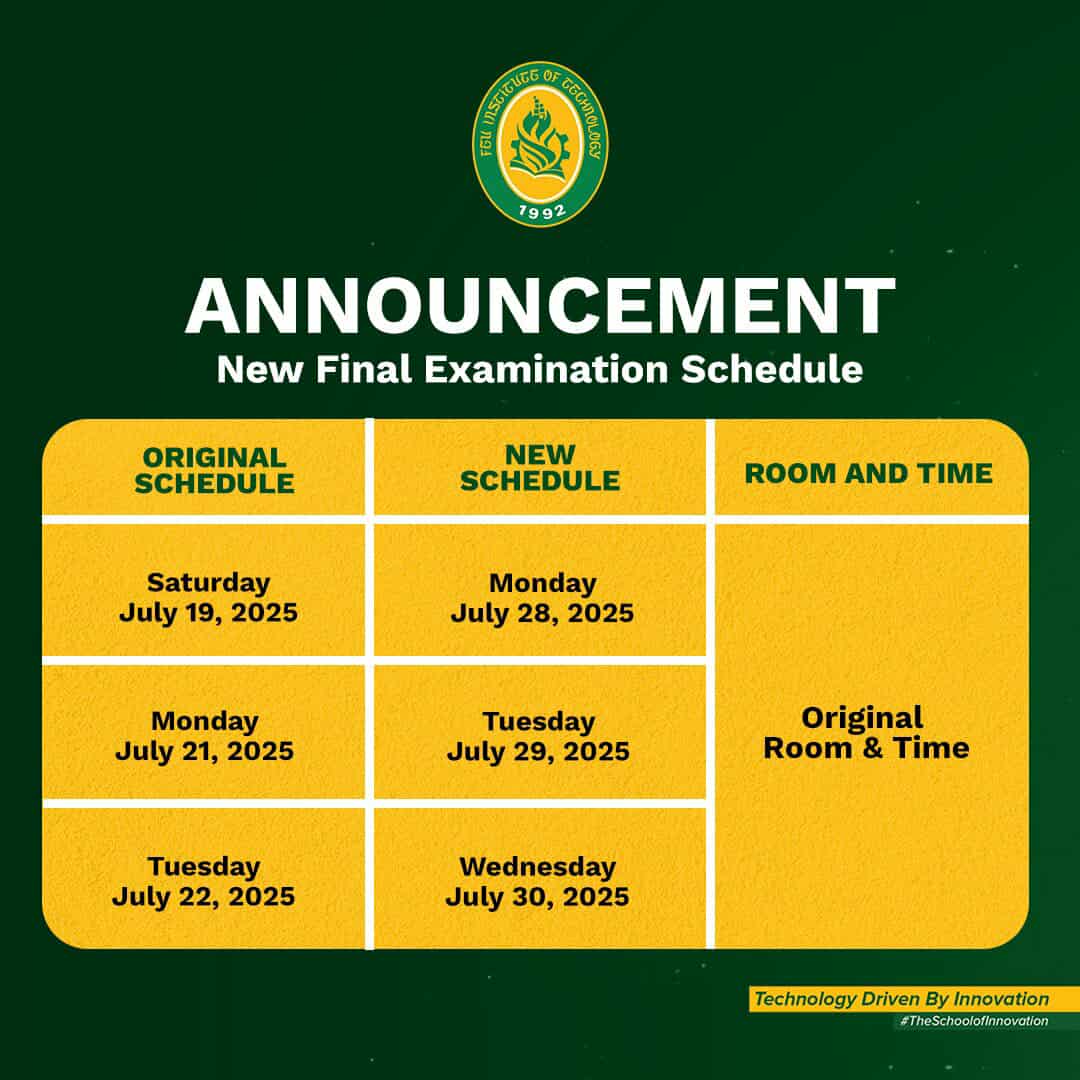 FEU INSTITUTE OF TECHNOLOGY
1992
ANNOUNCEMENT
New Final Examination Schedule
ORIGINAL
SCHEDULE
NEW
SCHEDULE
ROOM AND TIME
Saturday
July 19, 2025
Monday
July 28, 2025
Original
Room & Time
Monday
July 21, 2025
Tuesday
July 29, 2025
Tuesday
July 22, 2025
Wednesday
July 30, 2025
Technology Driven By Innovation
#TheSchoolofInnovation